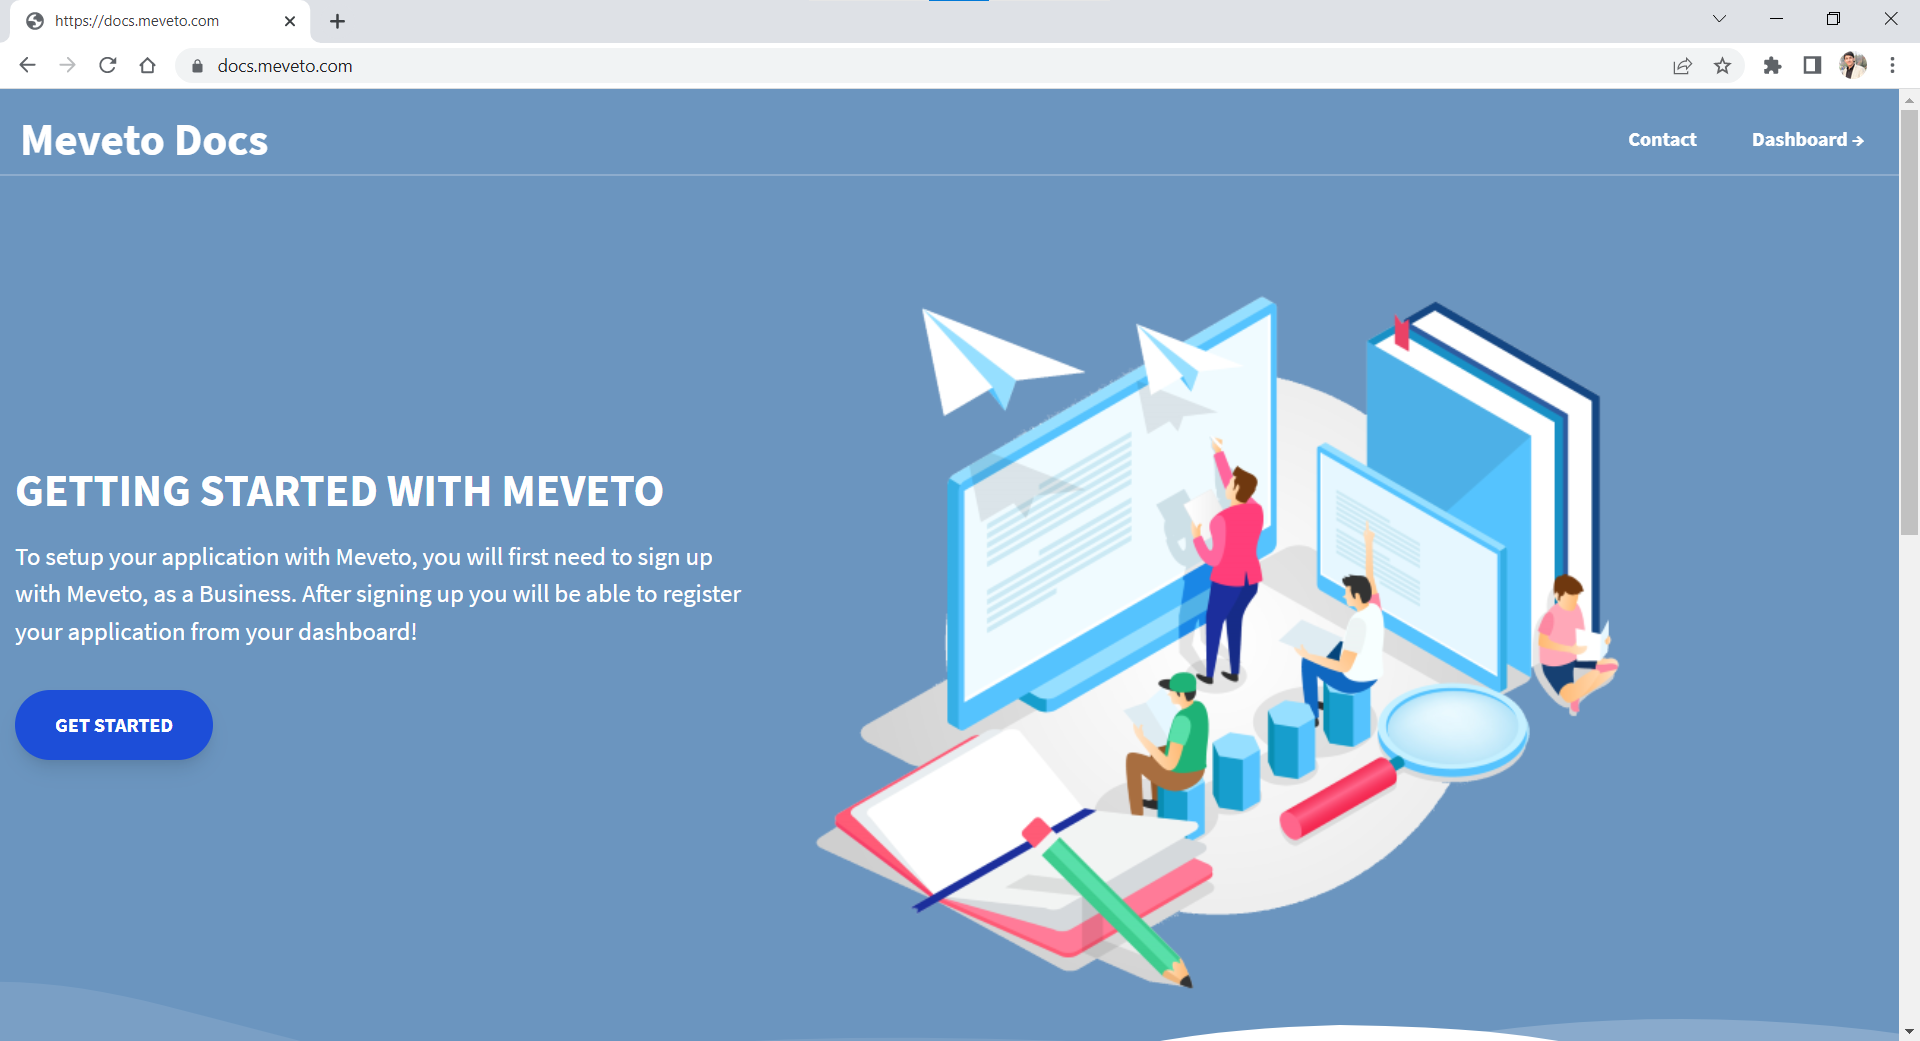 https://docs.meveto.com
docs.meveto.com
Meveto Docs
Contact
Dashboard →
GETTING STARTED WITH MEVETO
To setup your application with Meveto, you will first need to sign up
with Meveto, as a Business. After signing up you will be able to register
your application from your dashboard!
GET STARTED